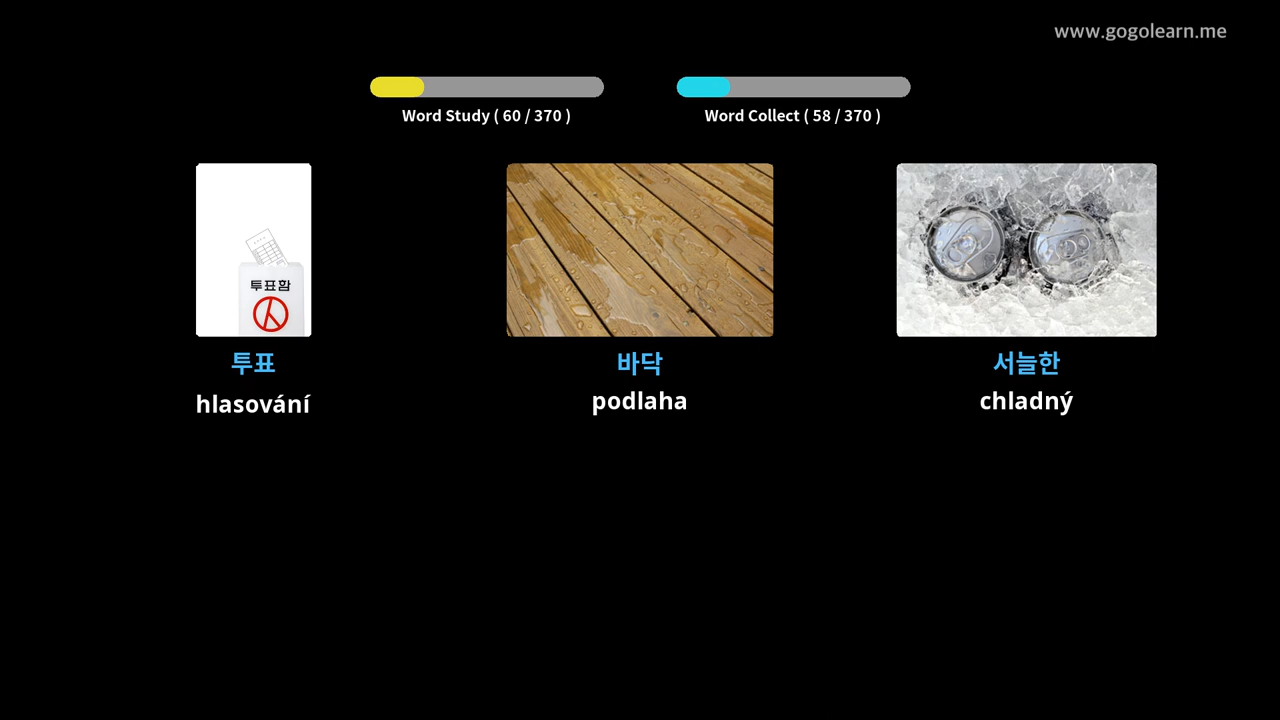 www.gogolearn.me
Word Study ( 60 / 370 )
Word Collect ( 58 / 370 )
투표함
투표
hlasování
바닥
podlaha
서늘한
chladný